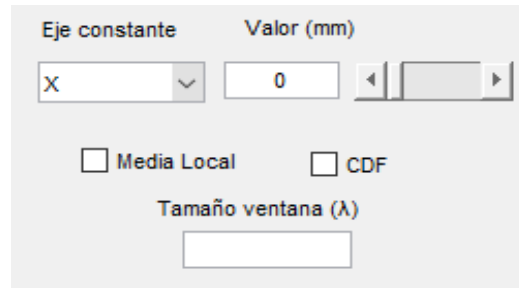 Eje constante Valor (mm)
X 0
Media Local CDF
Tamaño ventana (λ)